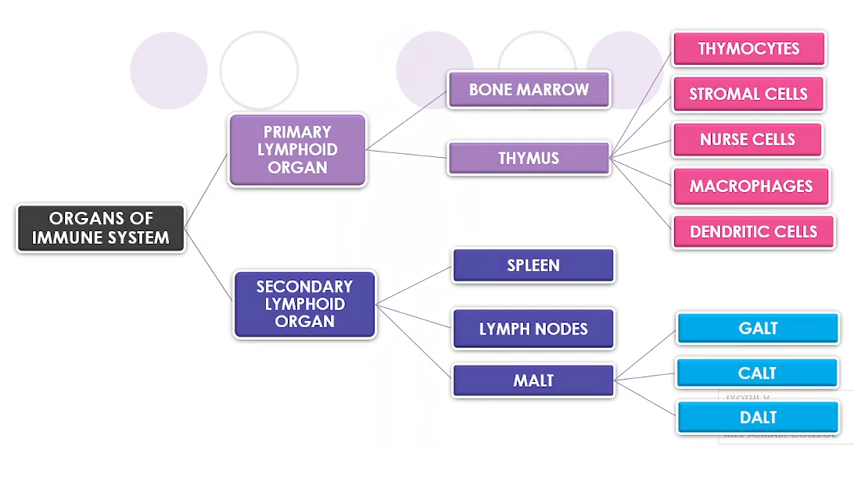 ORGANS OF
IMMUNE SYSTEM
PRIMARY
LYMPHOID
ORGAN
BONE MARROW
THYMUS
THYMOCYTES
STROMAL CELLS
NURSE CELLS
MACROPHAGES
DENDRITIC CELLS
SECONDARY
LYMPHOID
ORGAN
SPLEEN
LYMPH NODES
MALT
GALT
CALT
DALT